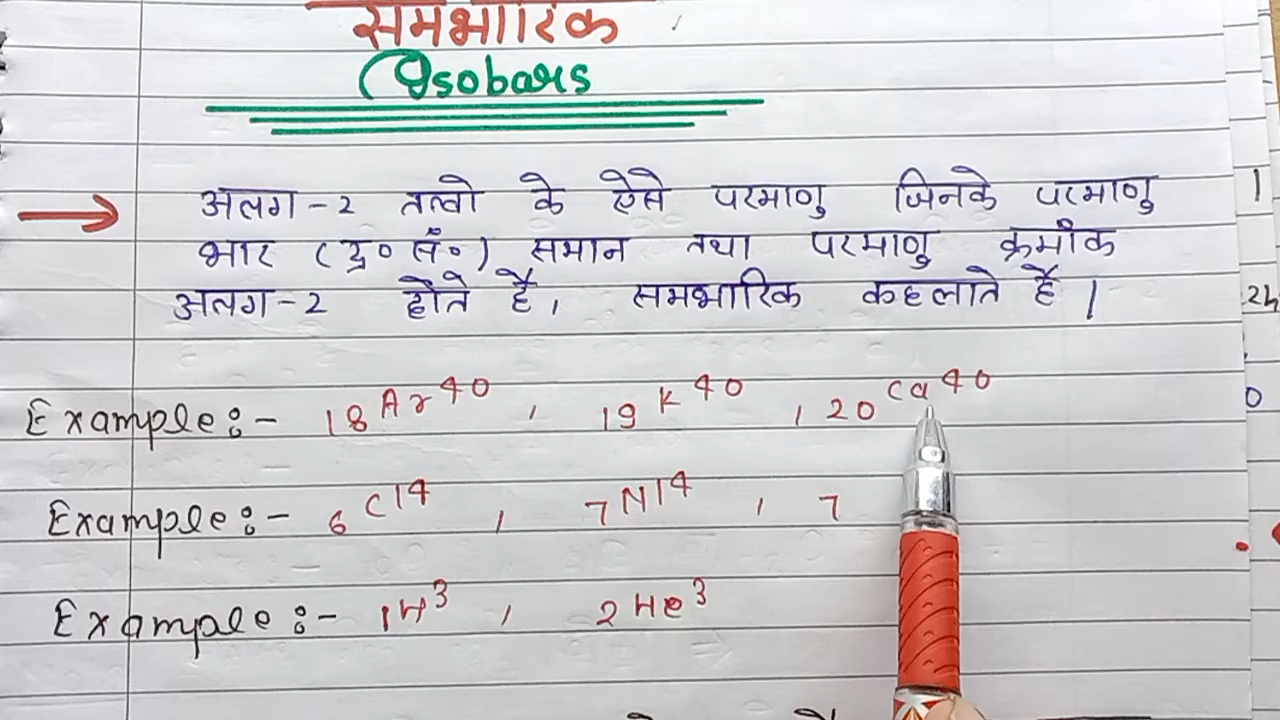 समभारिक
Isobars
अलग-2 तत्वो के ऐसे परमाणु जिनके परमाणु
भार (द्र० सं०) समान तथा परमाणु क्रमांक
अलग-2 होते है, समभारिक कहलाते है।
Example:- 18Ar40, 19K40, 20Ca40
Example:- 6C14, 7N14, 7
Example:- 1H3, 2He3